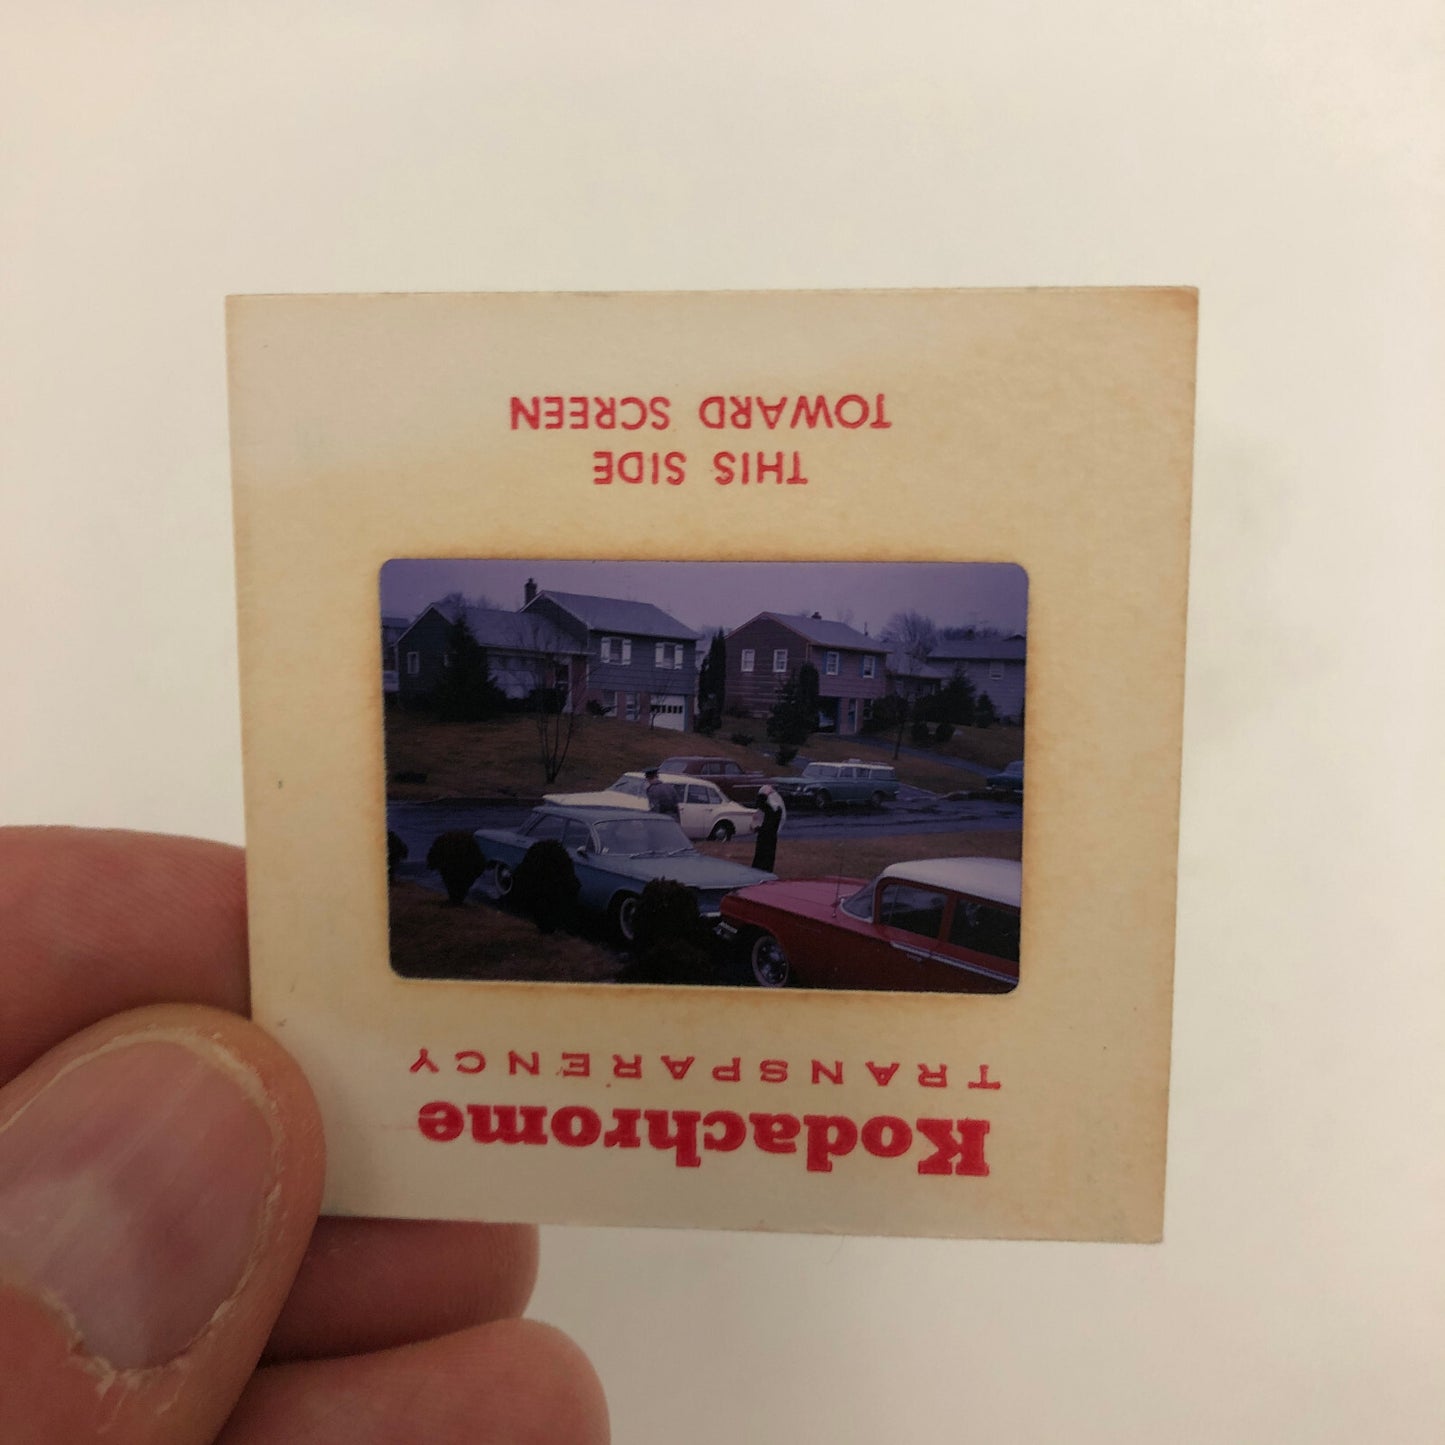 Kodachrome
TRANSPARENCY
THIS SIDE
TOWARD SCREEN